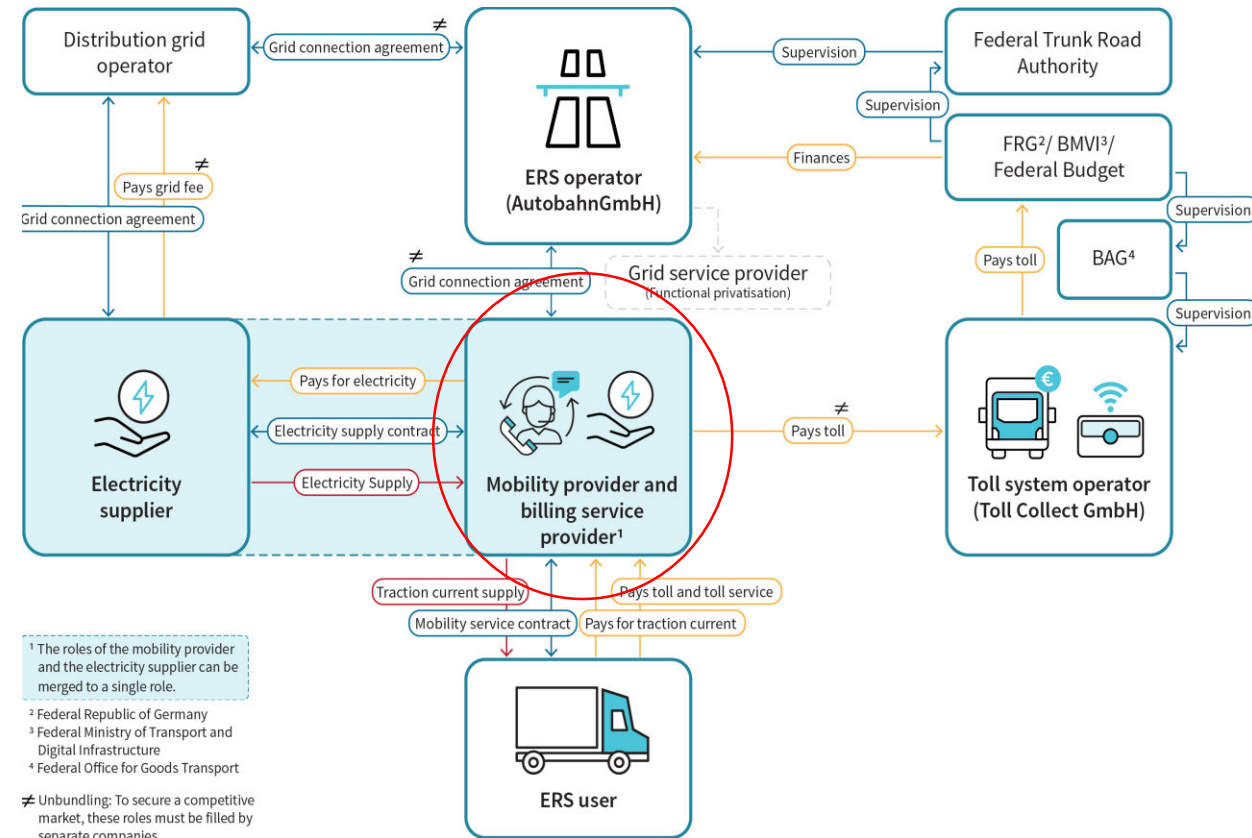 Distribution grid
operator
≠
Grid connection agreement
ERS operator
(AutobahnGmbH)
Supervision
Federal Trunk Road
Authority
Supervision
FRG²/ BMVI³/
Federal Budget
Finances
≠
Pays grid fee
Grid connection agreement
Supervision
BAG⁴
Pays toll
Supervision
≠
Grid connection agreement
Grid service provider
(Functional privatisation)
Pays for electricity
Electricity supply contract
Electricity Supply
Electricity
supplier
Mobility provider and
billing service
provider¹
≠
Pays toll
€
Toll system operator
(Toll Collect GmbH)
Traction current supply
Pays toll and toll service
Mobility service contract
Pays for traction current
ERS user
¹ The roles of the mobility provider
and the electricity supplier can be
merged to a single role.
² Federal Republic of Germany
³ Federal Ministry of Transport and
Digital Infrastructure
⁴ Federal Office for Goods Transport
≠ Unbundling: To secure a competitive
market, these roles must be filled by
separate companies